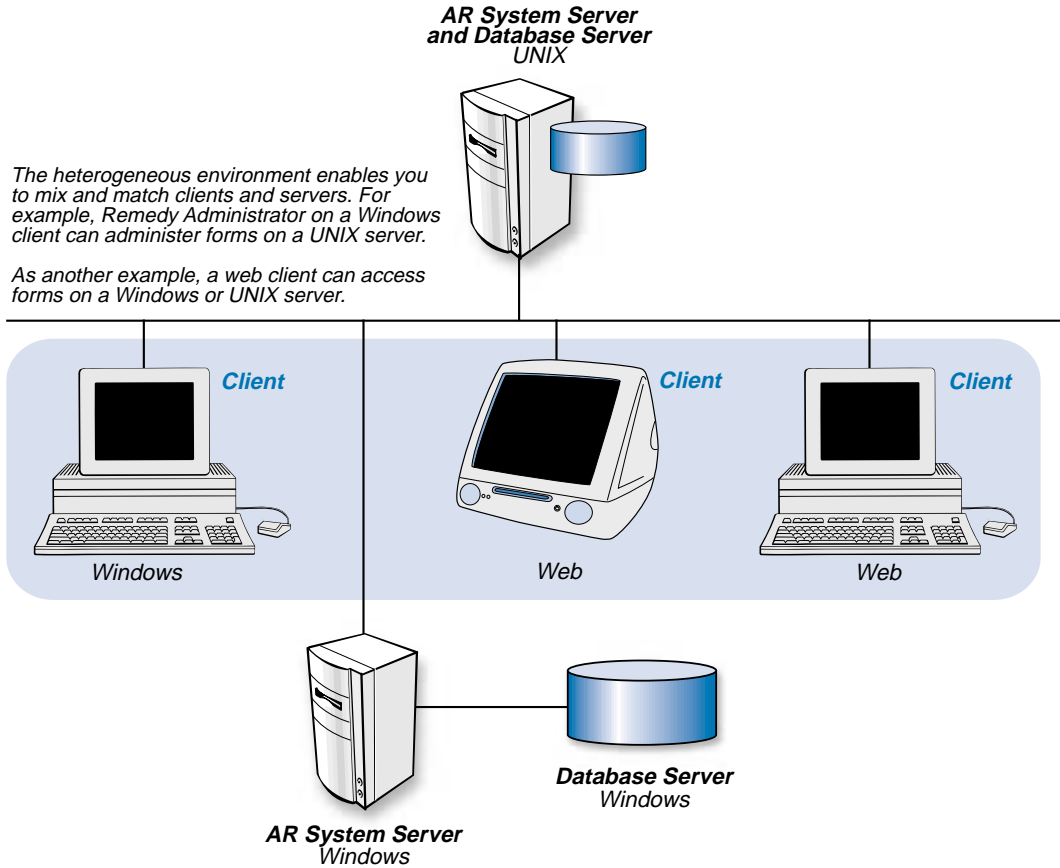 AR System Server
and Database Server
UNIX
The heterogeneous environment enables you
to mix and match clients and servers. For
example, Remedy Administrator on a Windows
client can administer forms on a UNIX server.
As another example, a web client can access
forms on a Windows or UNIX server.
Client
Client
Client
Windows
Web
Web
Database Server
Windows
AR System Server
Windows